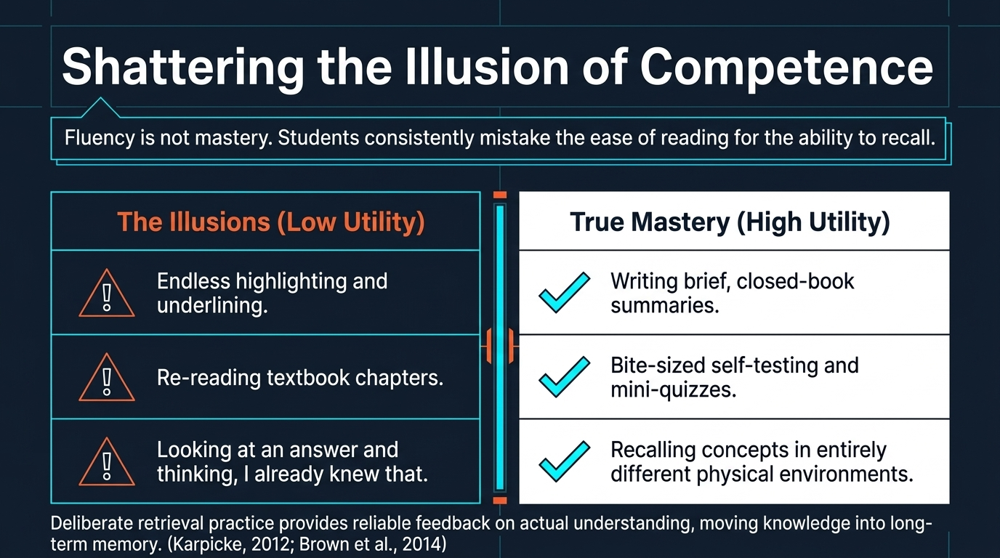 Shattering the Illusion of Competence
Fluency is not mastery. Students consistently mistake the ease of reading for the ability to recall.
The Illusions (Low Utility)
Endless highlighting and
underlining.
Re-reading textbook chapters.
Looking at an answer and
thinking, I already knew that.
True Mastery (High Utility)
Writing brief, closed-book
summaries.
Bite-sized self-testing and
mini-quizzes.
Recalling concepts in entirely
different physical environments.
Deliberate retrieval practice provides reliable feedback on actual understanding, moving knowledge into long-
term memory. (Karpicke, 2012; Brown et al., 2014)